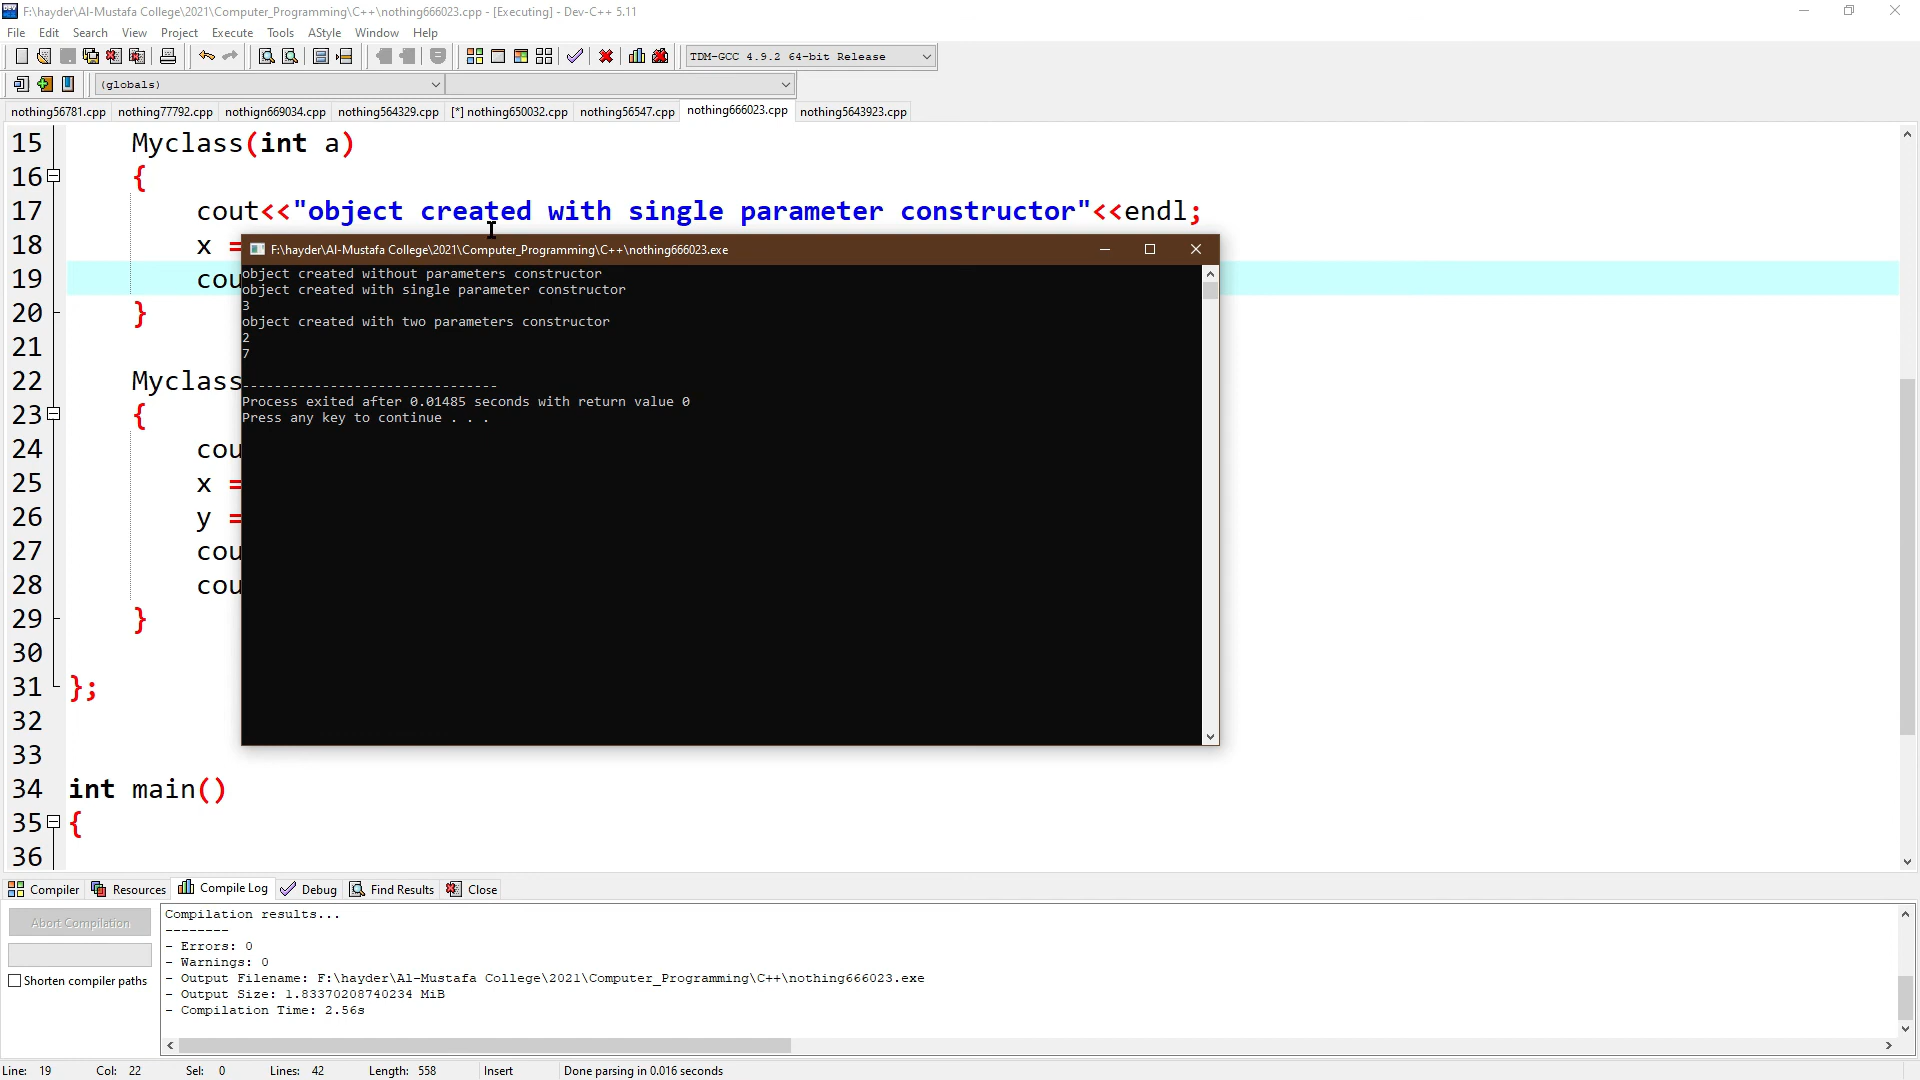 F:\hayder\Al-Mustafa College\2021\Computer_Programming\C++\nothing666023.cpp - [Executing] - Dev-C++ 5.11
File Edit Search View Project Execute Tools AStyle Window Help
TDM-GCC 4.9.2 64-bit Release
(globals)
nothing56781.cpp nothing77792.cpp nothign669034.cpp nothing564329.cpp [*] nothing650032.cpp nothing56547.cpp nothing666023.cpp nothing5643923.cpp
15 Myclass(int a)
16 {
17 cout<<"object created with single parameter constructor"<<endl;
18 x =
19 cou
20 }
21
22 Myclass
23 {
24 cou
25 x =
26 y =
27 cou
28 cou
29 }
30
31 };
32
33
34 int main()
35 {
36
F:\hayder\Al-Mustafa College\2021\Computer_Programming\C++\nothing666023.exe
object created without parameters constructor
object created with single parameter constructor
3
object created with two parameters constructor
2
7
--------------------------------
Process exited after 0.01485 seconds with return value 0
Press any key to continue . . .
Compiler Resources Compile Log Debug Find Results Close
Abort Compilation
Shorten compiler paths
Compilation results...
--------
- Errors: 0
- Warnings: 0
- Output Filename: F:\hayder\Al-Mustafa College\2021\Computer_Programming\C++\nothing666023.exe
- Output Size: 1.83370208740234 MiB
- Compilation Time: 2.56s
Line: 19 Col: 22 Sel: 0 Lines: 42 Length: 558 Insert Done parsing in 0.016 seconds